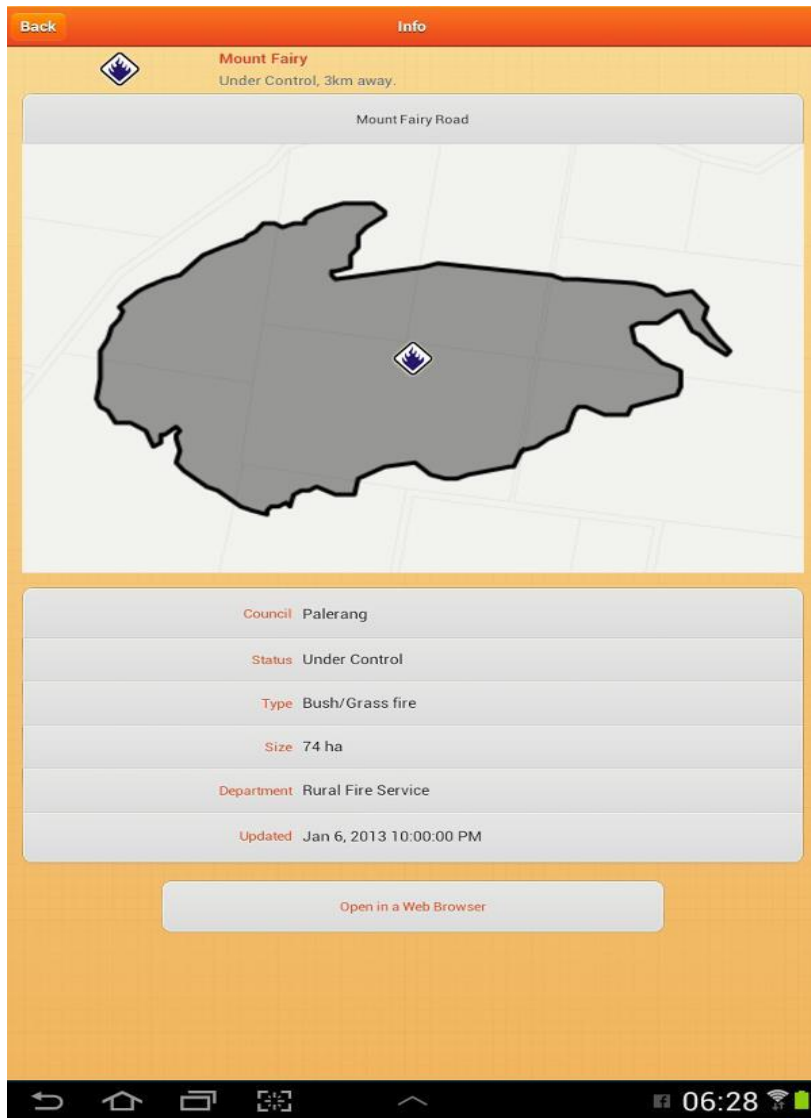 Back Info
Mount Fairy
Under Control, 3km away.
Mount Fairy Road
Council Palerang
Status Under Control
Type Bush/Grass fire
Size 74 ha
Department Rural Fire Service
Updated Jan 6, 2013 10:00:00 PM
Open in a Web Browser
06:28